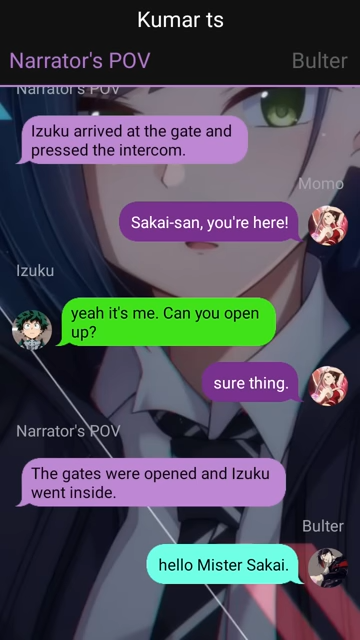 Kumar ts
Narrator's POV
Bulter
Narrator's POV
Izuku arrived at the gate and
pressed the intercom.
Momo
Sakai-san, you're here!
Izuku
yeah it's me. Can you open
up?
sure thing.
Narrator's POV
The gates were opened and Izuku
went inside.
Bulter
hello Mister Sakai.